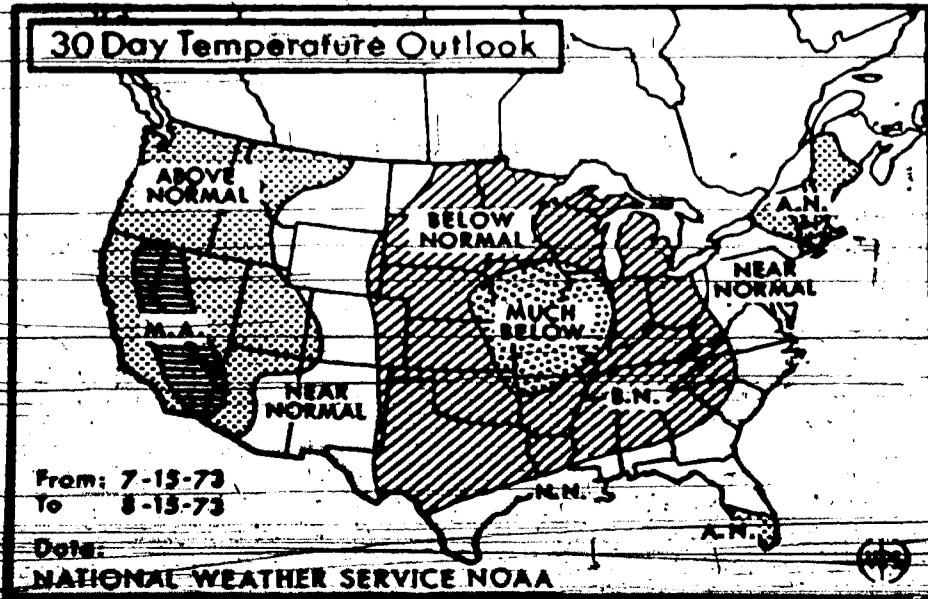 30 Day Temperature Outlook
ABOVE
NORMAL
BELOW
NORMAL
A.N.
NEAR
NORMAL
M.A.
MUCH
BELOW
NEAR
NORMAL
B.N.
From: 7-15-73
To 8-15-73
N.N.
A.N.
Data:
NATIONAL WEATHER SERVICE NOAA